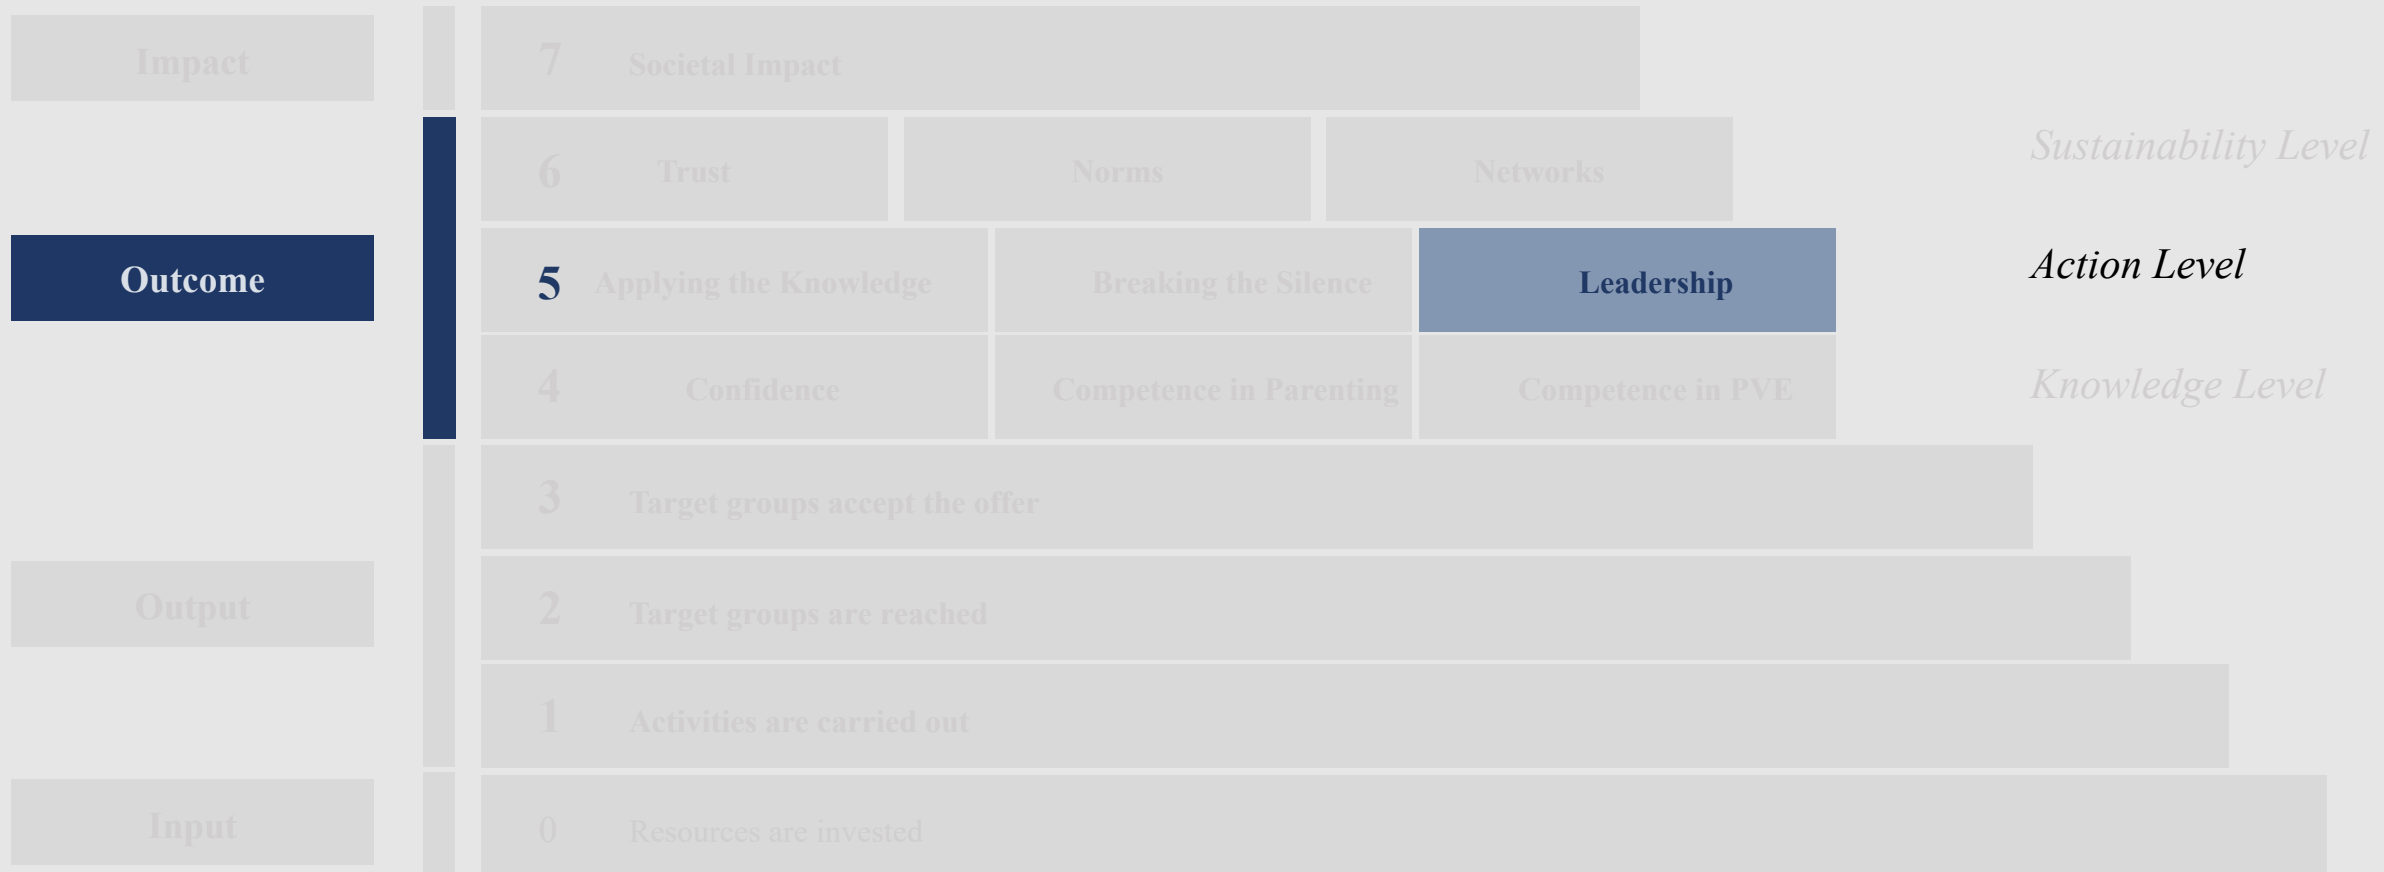 Impact
7 Societal Impact
6 Trust Norms Networks
Sustainability Level
Outcome
5 Applying the Knowledge Breaking the Silence Leadership
Action Level
4 Confidence Competence in Parenting Competence in PVE
Knowledge Level
3 Target groups accept the offer
Output
2 Target groups are reached
1 Activities are carried out
Input
0 Resources are invested